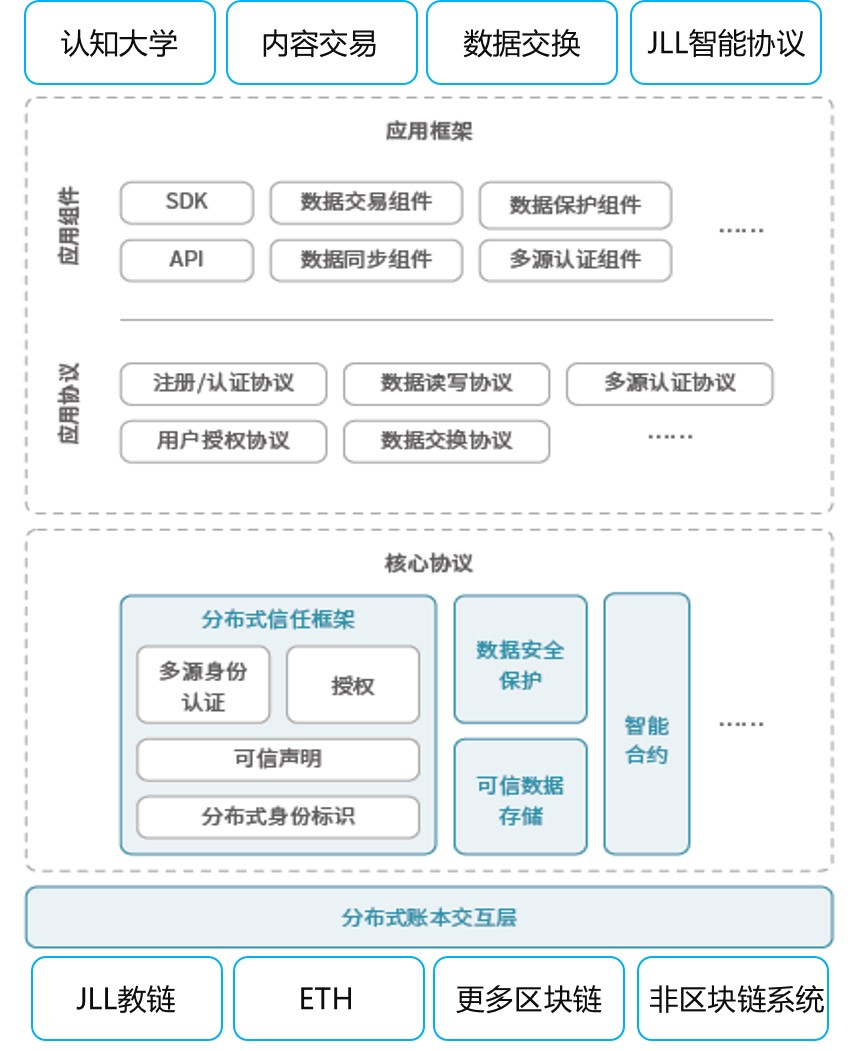 认知大学
内容交易
数据交换
JLL智能协议
应用框架
应用组件
SDK
数据交易组件
数据保护组件
……
API
数据同步组件
多源认证组件
应用协议
注册/认证协议
数据读写协议
多源认证协议
用户授权协议
数据交换协议
……
核心协议
分布式信任框架
多源身份
认证
授权
可信声明
分布式身份标识
数据安全
保护
可信数据
存储
智能
合约
……
分布式账本交互层
JLL教链
ETH
更多区块链
非区块链系统